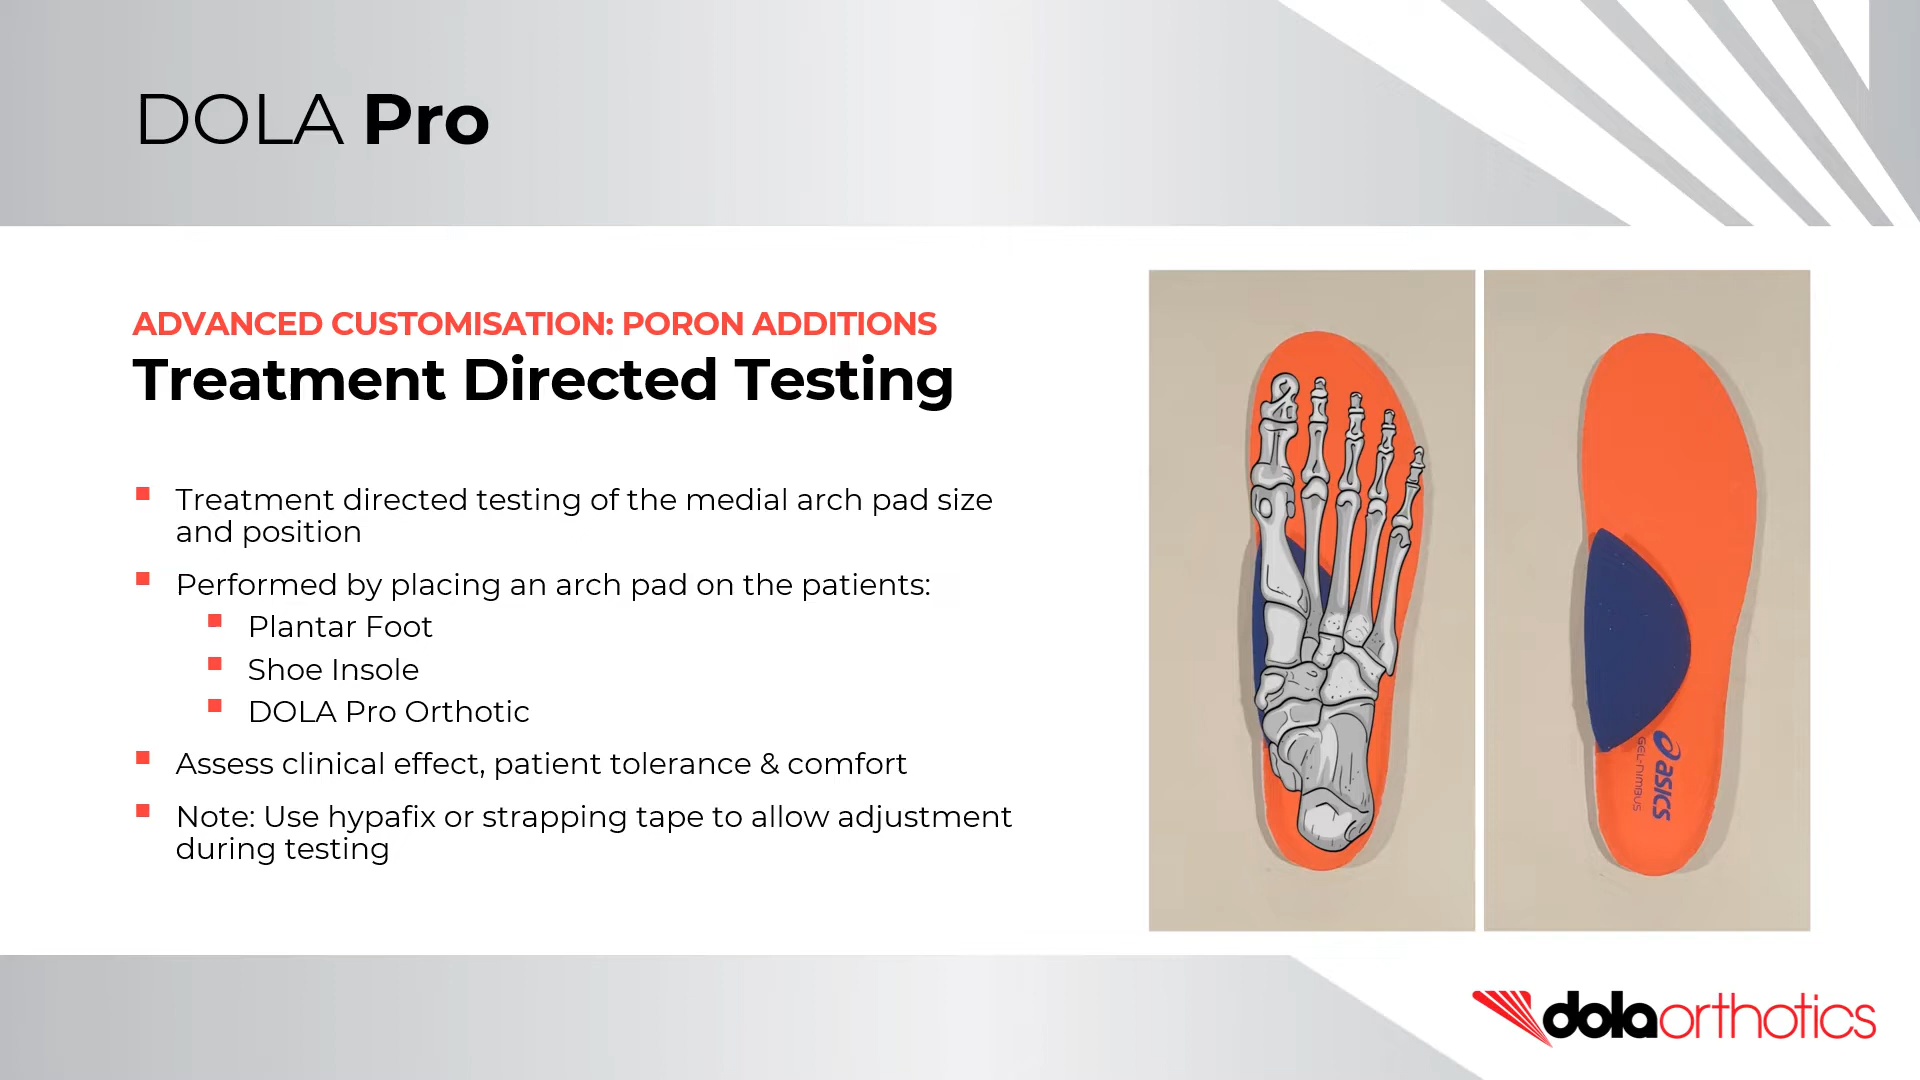 DOLA Pro
ADVANCED CUSTOMISATION: PORON ADDITIONS
Treatment Directed Testing
Treatment directed testing of the medial arch pad size
and position
Performed by placing an arch pad on the patients:
Plantar Foot
Shoe Insole
DOLA Pro Orthotic
Assess clinical effect, patient tolerance & comfort
Note: Use hypafix or strapping tape to allow adjustment
during testing
asics
GEL-NIMBUS
dolaorthotics